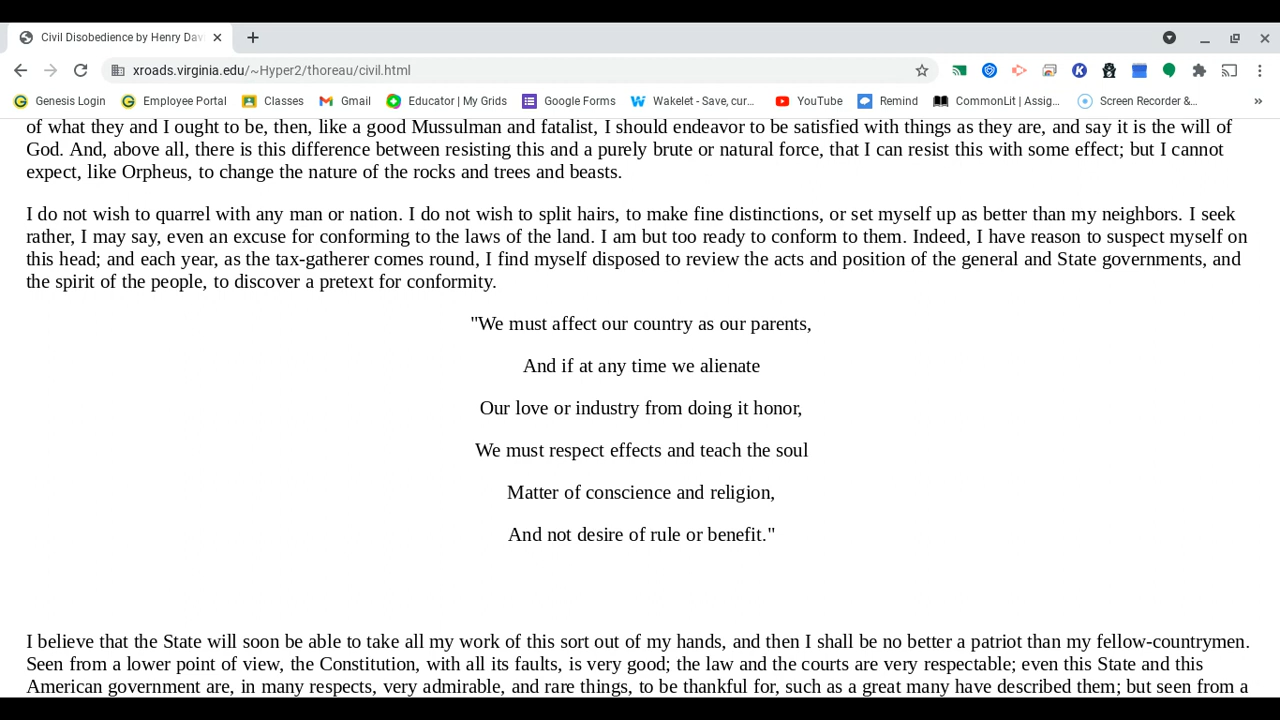 Civil Disobedience by Henry Dav
xroads.virginia.edu/~Hyper2/thoreau/civil.html
Genesis Login Employee Portal Classes Gmail Educator | My Grids Google Forms Wakelet - Save, cur... YouTube Remind CommonLit | Assig... Screen Recorder &... »
of what they and I ought to be, then, like a good Mussulman and fatalist, I should endeavor to be satisfied with things as they are, and say it is the will of
God. And, above all, there is this difference between resisting this and a purely brute or natural force, that I can resist this with some effect; but I cannot
expect, like Orpheus, to change the nature of the rocks and trees and beasts.
I do not wish to quarrel with any man or nation. I do not wish to split hairs, to make fine distinctions, or set myself up as better than my neighbors. I seek
rather, I may say, even an excuse for conforming to the laws of the land. I am but too ready to conform to them. Indeed, I have reason to suspect myself on
this head; and each year, as the tax-gatherer comes round, I find myself disposed to review the acts and position of the general and State governments, and
the spirit of the people, to discover a pretext for conformity.
"We must affect our country as our parents,
And if at any time we alienate
Our love or industry from doing it honor,
We must respect effects and teach the soul
Matter of conscience and religion,
And not desire of rule or benefit."
I believe that the State will soon be able to take all my work of this sort out of my hands, and then I shall be no better a patriot than my fellow-countrymen.
Seen from a lower point of view, the Constitution, with all its faults, is very good; the law and the courts are very respectable; even this State and this
American government are, in many respects, very admirable, and rare things, to be thankful for, such as a great many have described them; but seen from a